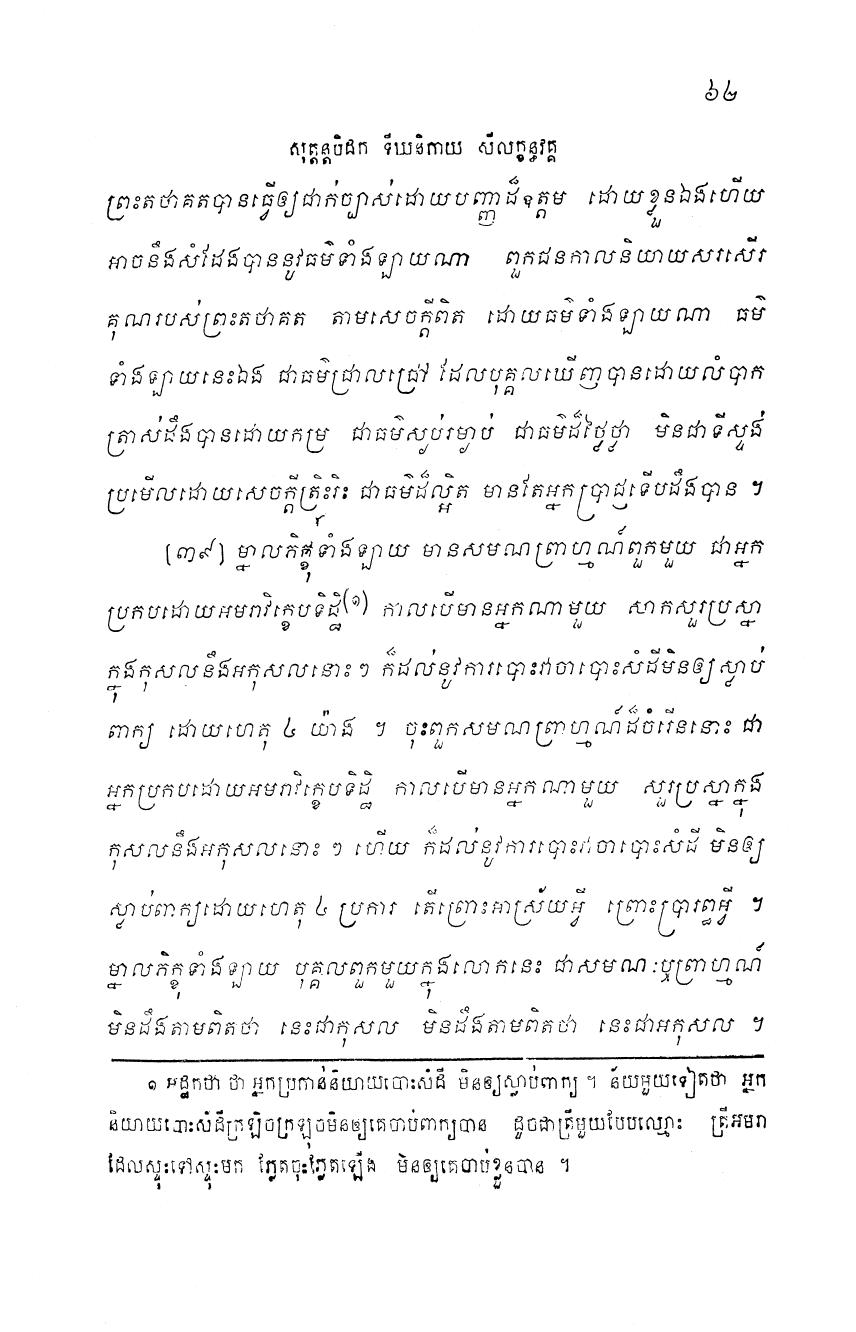 ៦៤
សុត្តន្តបិដក ទីឃនិកាយ សីលក្ខន្ធវគ្គ
ព្រះតថាគតបានធ្វើឲ្យជាក់ច្បាស់ដោយបញ្ញាដ៏ឧត្តម ដោយខ្លួនឯងហើយ
អាចនឹងសំដែងបាននូវធម៌ទាំងឡាយណា ពួកជនកាលនិយាយសរសើរ
គុណរបស់ព្រះតថាគត តាមសេចក្តីពិត ដោយធម៌ទាំងឡាយណា ធម៌
ទាំងឡាយនេះឯង ជាធម៌ជ្រាលជ្រៅ ដែលបុគ្គលឃើញបានដោយលំបាក
ត្រាស់ដឹងបានដោយកម្រ ជាធម៌ស្ងប់រម្ងាប់ ជាធម៌ដ៏ថ្លៃថ្លា មិនជាទីស្ទង់
ប្រមើលដោយសេចក្តីត្រិះរិះ ជាធម៌ដ៏ល្អិត មានតែអ្នកប្រាជ្ញទើបដឹងបាន ។
[៣៩] ម្នាលភិក្ខុទាំងឡាយ មានសមណព្រាហ្មណ៍ពួកមួយ ជាអ្នក
ប្រកបដោយអមរាវិក្ខេបទិដ្ឋិ(១) កាលបើមានអ្នកណាមួយ សាកសួរប្រស្នា
ក្នុងកុសលនឹងអកុសលនោះ ៗ ក៏ដល់នូវការបោះវាចាបោះសំដីមិនឲ្យស្ទាប់
ពាក្យ ដោយហេតុ ៤ យ៉ាង ។ ចុះពួកសមណព្រាហ្មណ៍ដ៏ចំរើននោះ ជា
អ្នកប្រកបដោយអមរាវិក្ខេបទិដ្ឋិ កាលបើមានអ្នកណាមួយ សួរប្រស្នាក្នុង
កុសលនឹងអកុសលនោះ ៗ ហើយ ក៏ដល់នូវការបោះវាចាបោះសំដី មិនឲ្យ
ស្ទាប់ពាក្យដោយហេតុ ៤ ប្រការ តើព្រោះអាស្រ័យអ្វី ព្រោះប្រារព្ធអ្វី ។
ម្នាលភិក្ខុទាំងឡាយ បុគ្គលពួកមួយក្នុងលោកនេះ ជាសមណៈឬព្រាហ្មណ៍
មិនដឹងតាមពិតថា នេះជាកុសល មិនដឹងតាមពិតថា នេះជាអកុសល ។
១ អដ្ឋកថា ថា អ្នកប្រកាន់និយាយបោះសំដី មិនឲ្យស្ទាប់ពាក្យ ។ ន័យមួយទៀតថា អ្នក
និយាយបោះសំដីក្រឡិចក្រឡុចមិនឲ្យគេចាប់ពាក្យបាន ដូចជាត្រីមួយបែបឈ្មោះ ត្រីអមរា
ដែលស្ទុះទៅស្ទុះមក ភ្លែតចុះភ្លែតឡើង មិនឲ្យគេចាប់ខ្លួនបាន ។